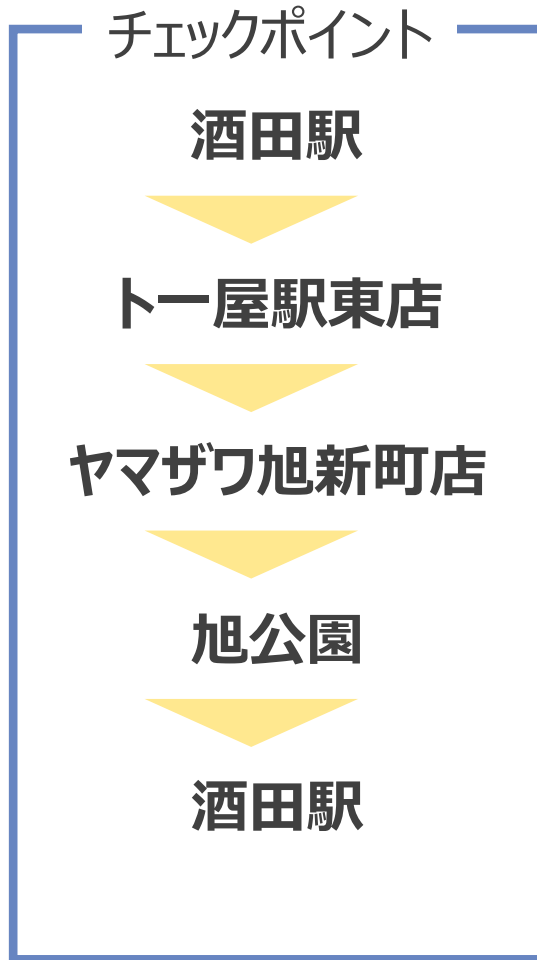 チェックポイント
酒田駅
ト一屋駅東店
ヤマザワ旭新町店
旭公園
酒田駅